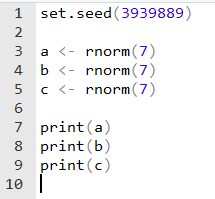 1 set.seed(3939889)
2
3 a <- rnorm(7)
4 b <- rnorm(7)
5 c <- rnorm(7)
6
7 print(a)
8 print(b)
9 print(c)
10